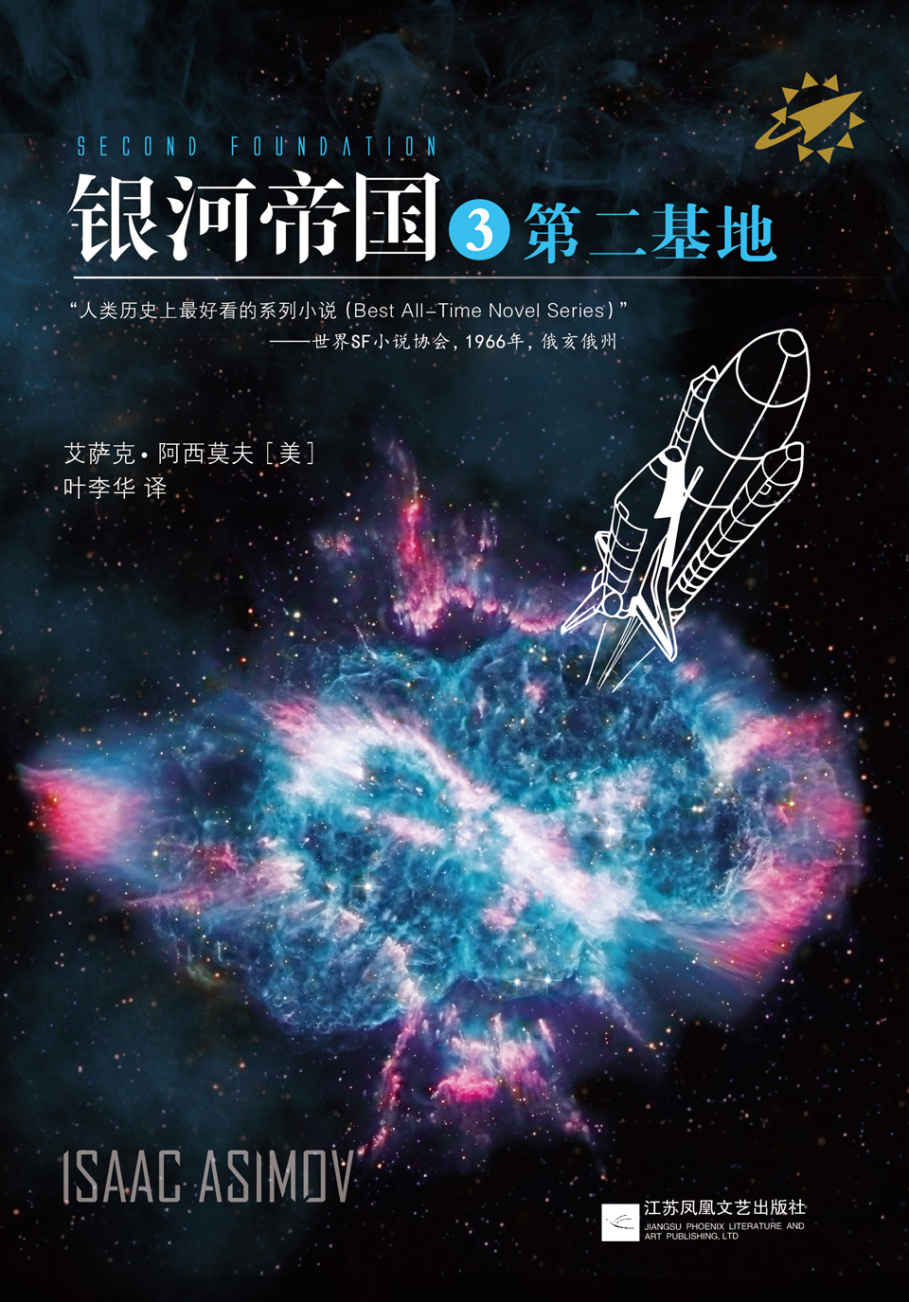 SECOND FOUNDATION
银河帝国 3 第二基地
“人类历史上最好看的系列小说（Best All-Time Novel Series）”
——世界SF小说协会，1966年，俄亥俄州
艾萨克·阿西莫夫［美］
叶李华 译
ISAAC ASIMOV
江苏凤凰文艺出版社
JIANGSU PHOENIX LITERATURE AND
ART PUBLISHING, LTD